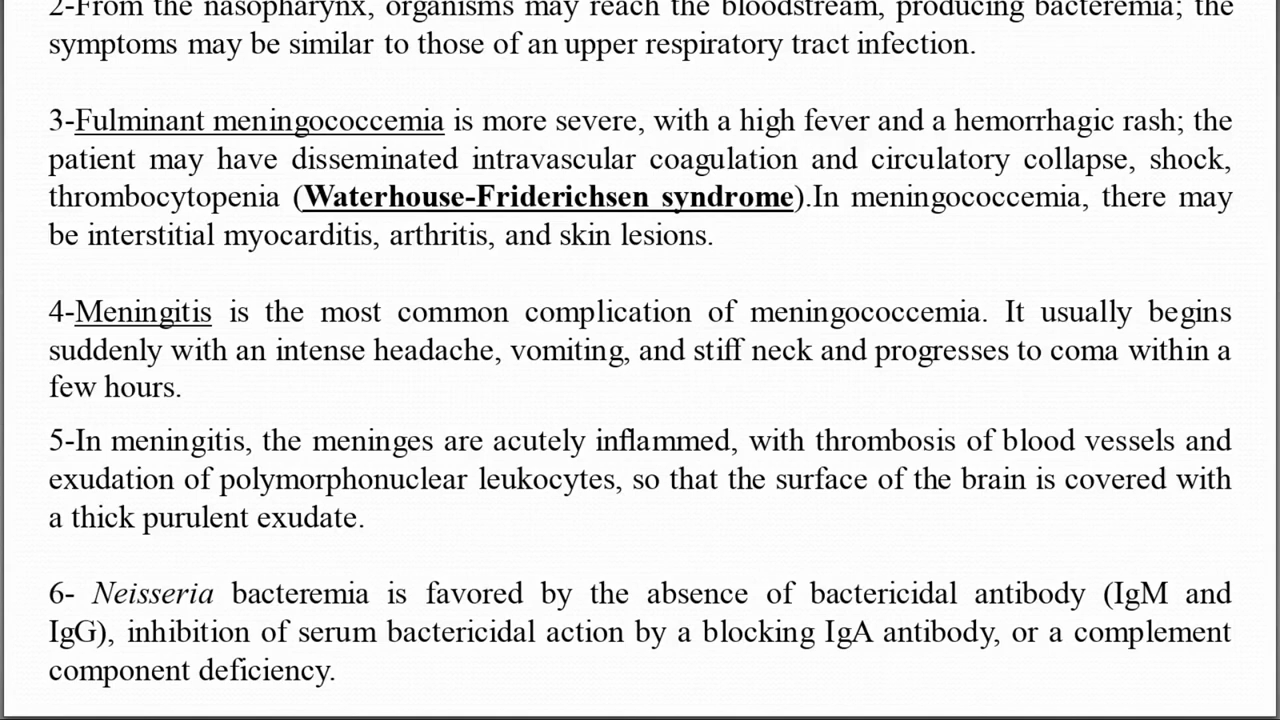 2-From the nasopharynx, organisms may reach the bloodstream, producing bacteremia; the
symptoms may be similar to those of an upper respiratory tract infection.
3-Fulminant meningococcemia is more severe, with a high fever and a hemorrhagic rash; the
patient may have disseminated intravascular coagulation and circulatory collapse, shock,
thrombocytopenia (Waterhouse-Friderichsen syndrome).In meningococcemia, there may
be interstitial myocarditis, arthritis, and skin lesions.
4-Meningitis is the most common complication of meningococcemia. It usually begins
suddenly with an intense headache, vomiting, and stiff neck and progresses to coma within a
few hours.
5-In meningitis, the meninges are acutely inflammed, with thrombosis of blood vessels and
exudation of polymorphonuclear leukocytes, so that the surface of the brain is covered with
a thick purulent exudate.
6- Neisseria bacteremia is favored by the absence of bactericidal antibody (IgM and
IgG), inhibition of serum bactericidal action by a blocking IgA antibody, or a complement
component deficiency.